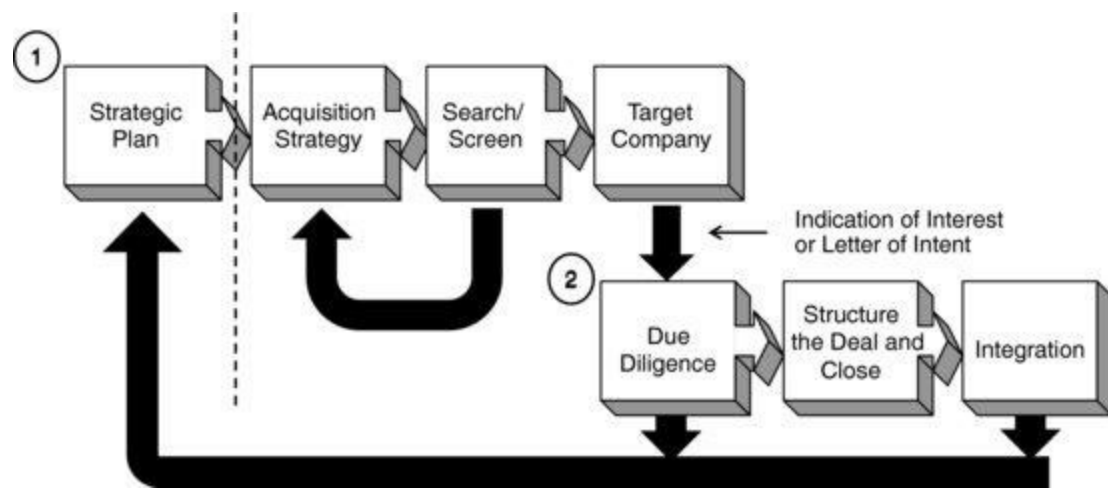 1
Strategic
Plan
Acquisition
Strategy
Search/
Screen
Target
Company
Indication of Interest
or Letter of Intent
2
Due
Diligence
Structure
the Deal and
Close
Integration